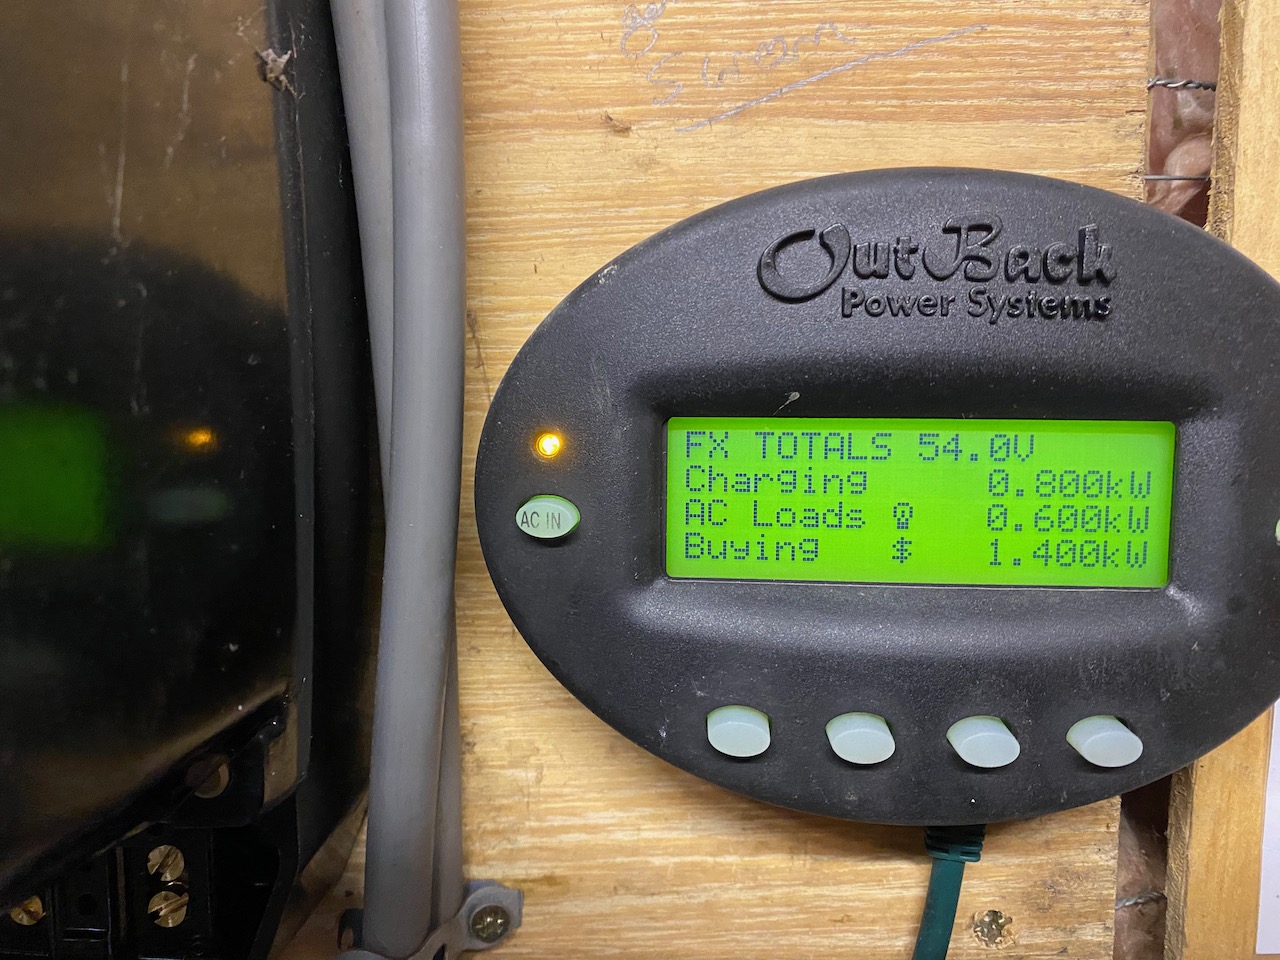 OutBack
Power Systems
AC IN
FX TOTALS 54.0V
Charging 0.800kW
AC Loads 0.600kW
Buying $ 1.400kW